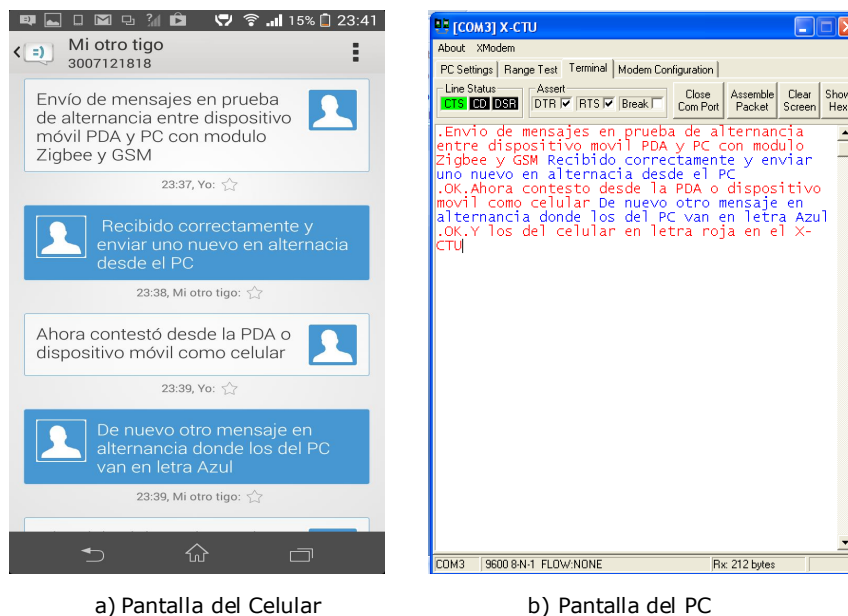 15% 23:41
Mi otro tigo
3007121818
Envío de mensajes en prueba
de alternancia entre dispositivo
móvil PDA y PC con modulo
Zigbee y GSM
23:37, Yo:
Recibido correctamente y
enviar uno nuevo en alternacia
desde el PC
23:38, Mi otro tigo:
Ahora contestó desde la PDA o
dispositivo móvil como celular
23:39, Yo:
De nuevo otro mensaje en
alternancia donde los del PC
van en letra Azul
23:39, Mi otro tigo:
a) Pantalla del Celular
[COM3] X-CTU
About XModem
PC Settings Range Test Terminal Modem Configuration
Line Status
CTS CD DSR
Assert
DTR RTS Break
Close
Com Port
Assemble
Packet
Clear
Screen
Show
Hex
.Envio de mensajes en prueba de alternancia
entre dispositivo movil PDA y PC con modulo
Zigbee y GSM Recibido correctamente y enviar
uno nuevo en alternacia desde el PC
.OK.Ahora contesto desde la PDA o dispositivo
movil como celular De nuevo otro mensaje en
alternancia donde los del PC van en letra Azul
.OK.Y los del celular en letra roja en el X-
CTU
COM3 9600 8-N-1 FLOW:NONE Rx: 212 bytes
b) Pantalla del PC